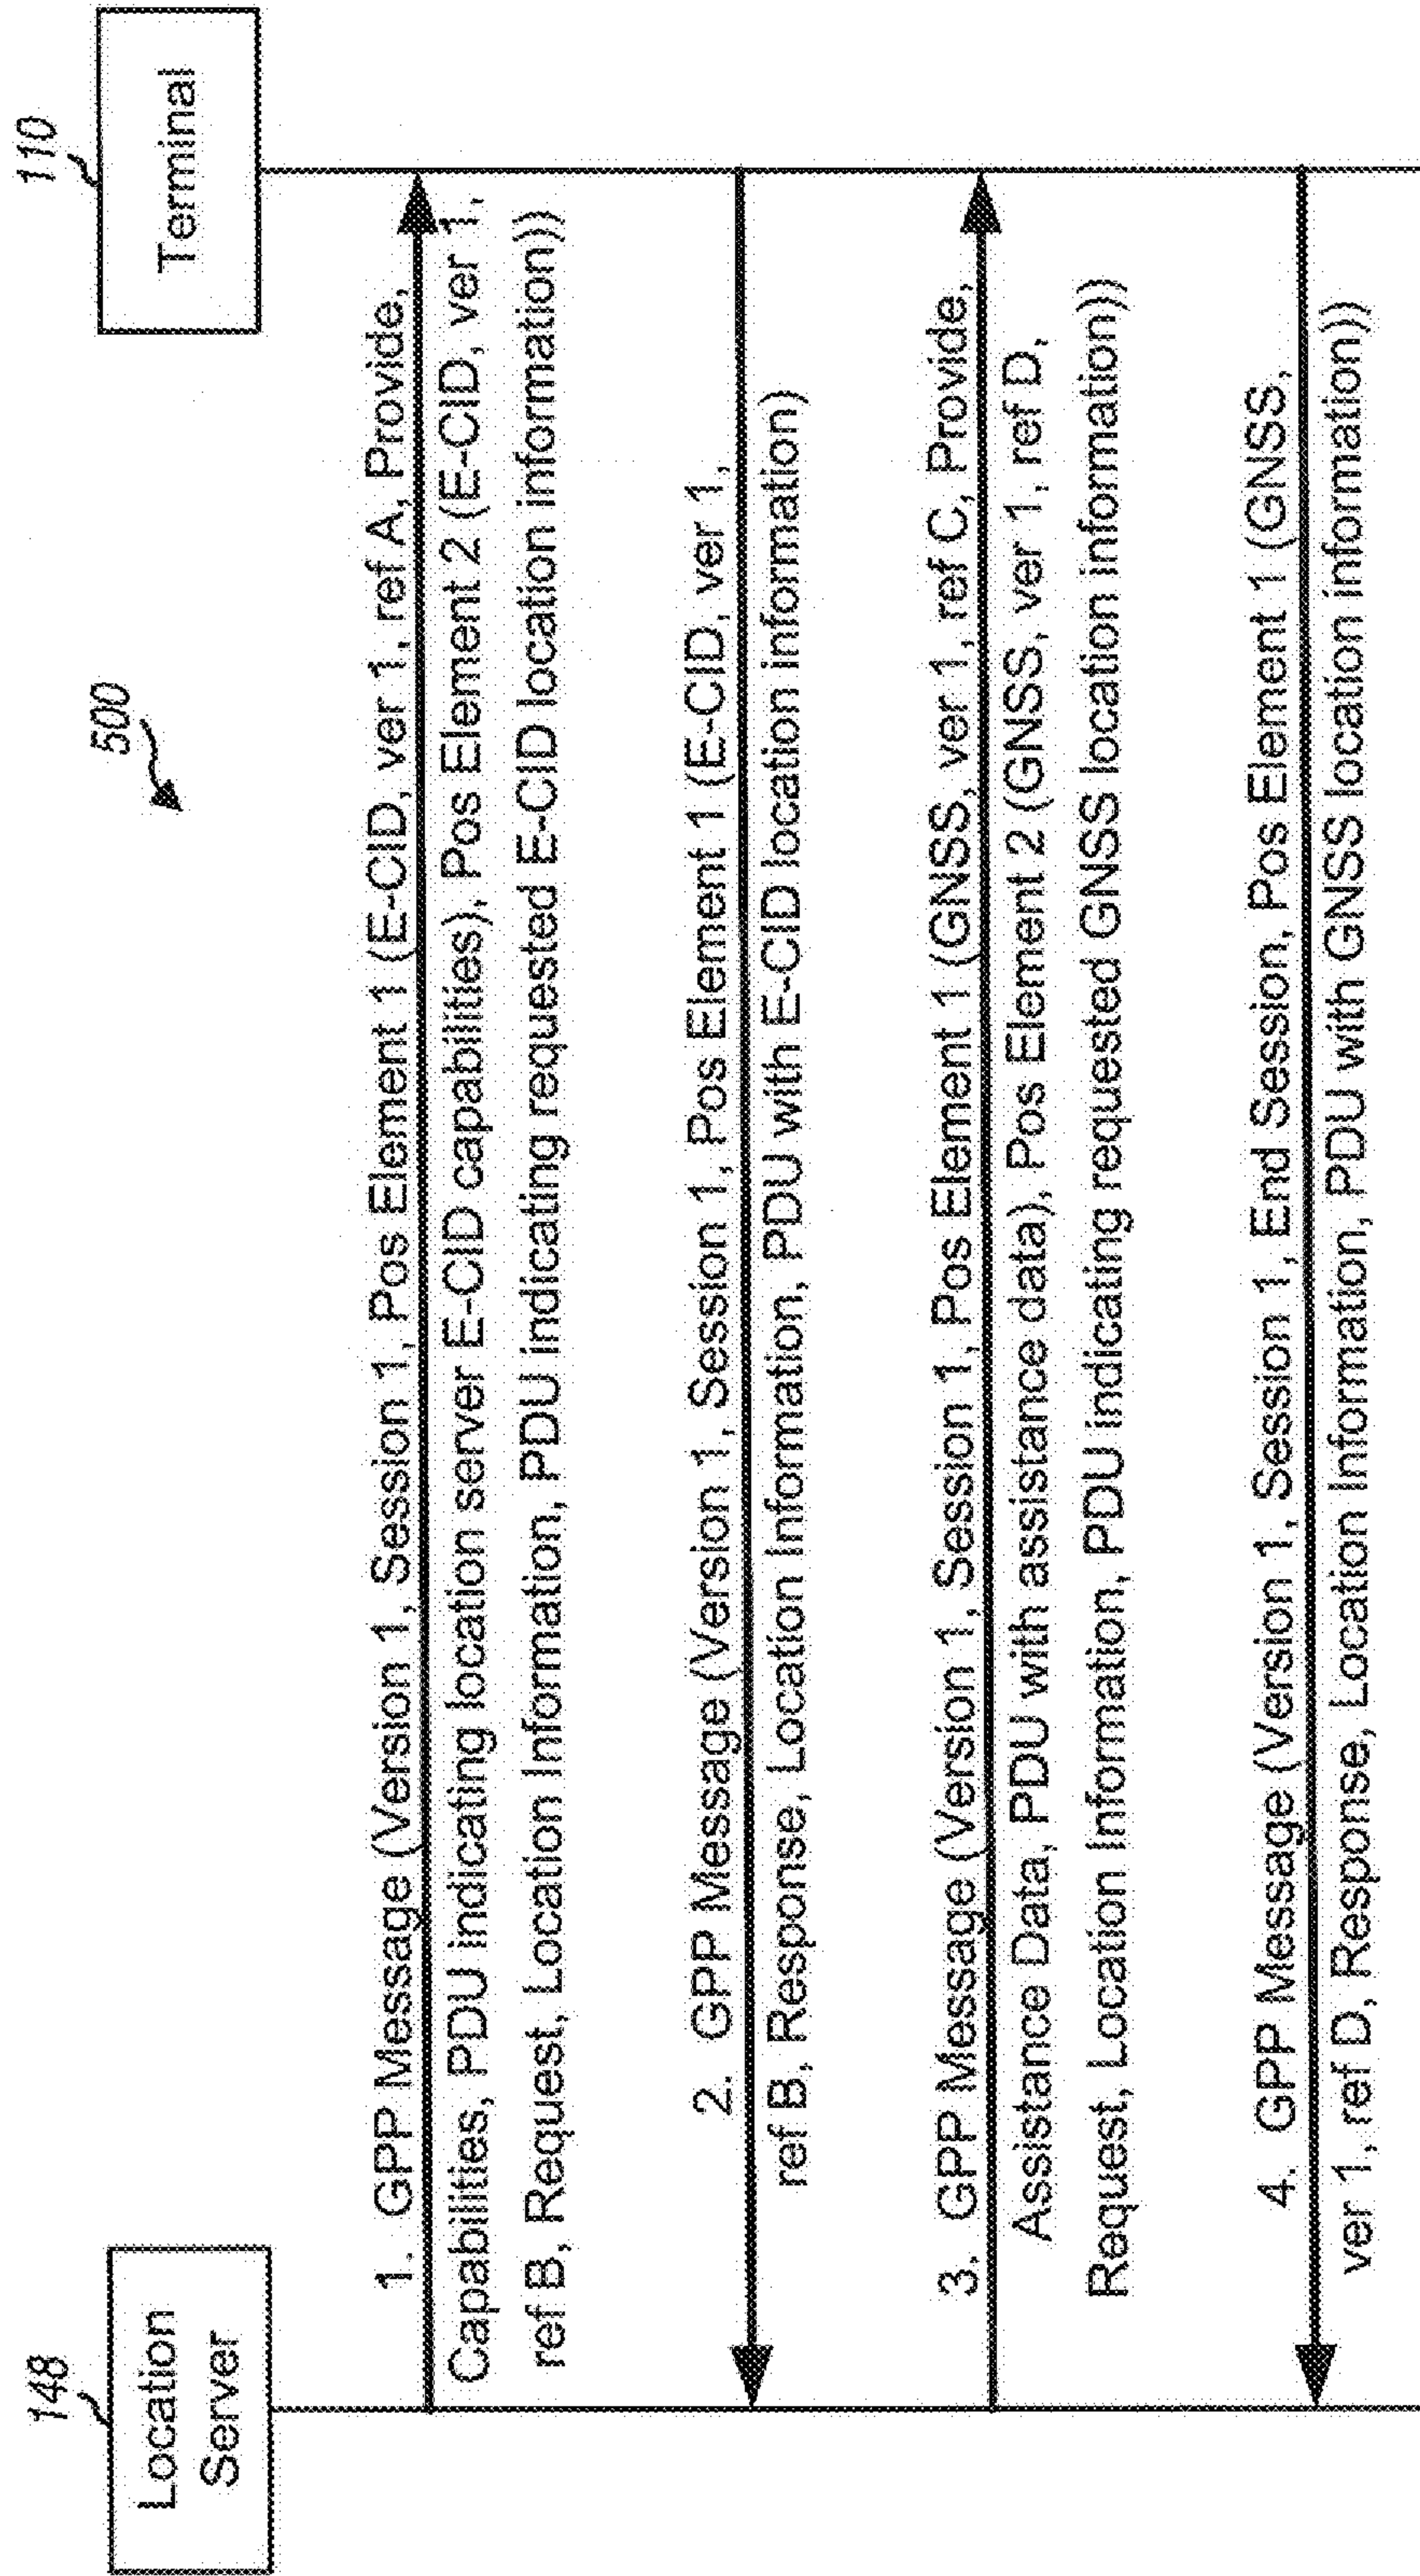 500
148
Location
Server
110
Terminal
1. GPP Message (Version 1, Session 1, Pos Element 1 (E-CID, ver 1, ref A, Provide,
Capabilities, PDU indicating location server E-CID capabilities), Pos Element 2 (E-CID, ver 1,
ref B, Request, Location Information, PDU indicating requested E-CID location information))
2. GPP Message (Version 1, Session 1, Pos Element 1 (E-CID, ver 1,
ref B, Response, Location Information, PDU with E-CID location information)
3. GPP Message (Version 1, Session 1, Pos Element 1 (GNSS, ver 1, ref C, Provide,
Assistance Data, PDU with assistance data), Pos Element 2 (GNSS, ver 1, ref D,
Request, Location Information, PDU indicating requested GNSS location information))
4. GPP Message (Version 1, Session 1, End Session, Pos Element 1 (GNSS,
ver 1, ref D, Response, Location Information, PDU with GNSS location information))